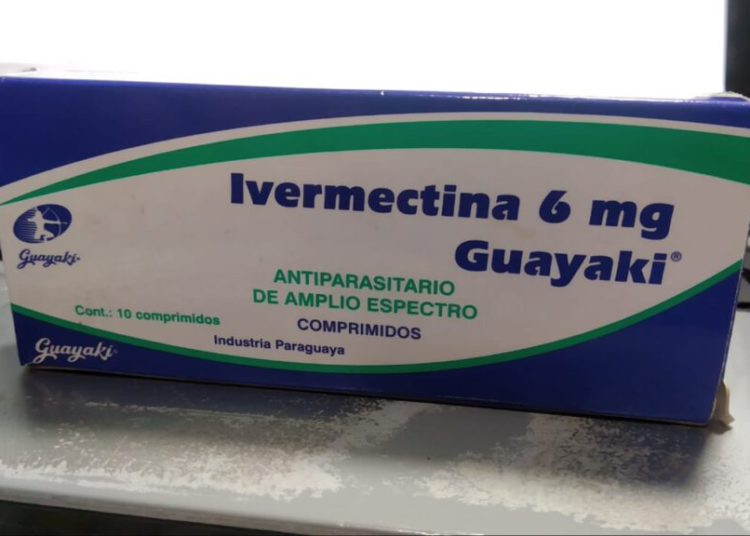 Ivermectina 6 mg
Guayaki®
Guayaki®
ANTIPARASITARIO
DE AMPLIO ESPECTRO
Cont.: 10 comprimidos
COMPRIMIDOS
Industria Paraguaya
Guayaki®